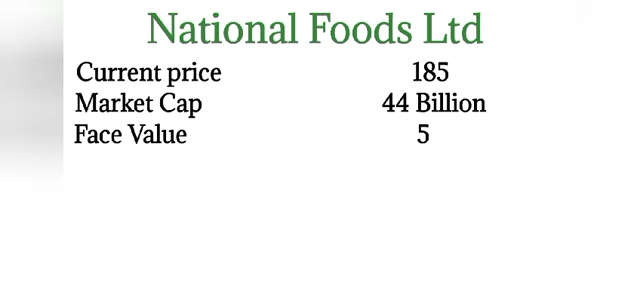 National Foods Ltd
Current price 185
Market Cap 44 Billion
Face Value 5